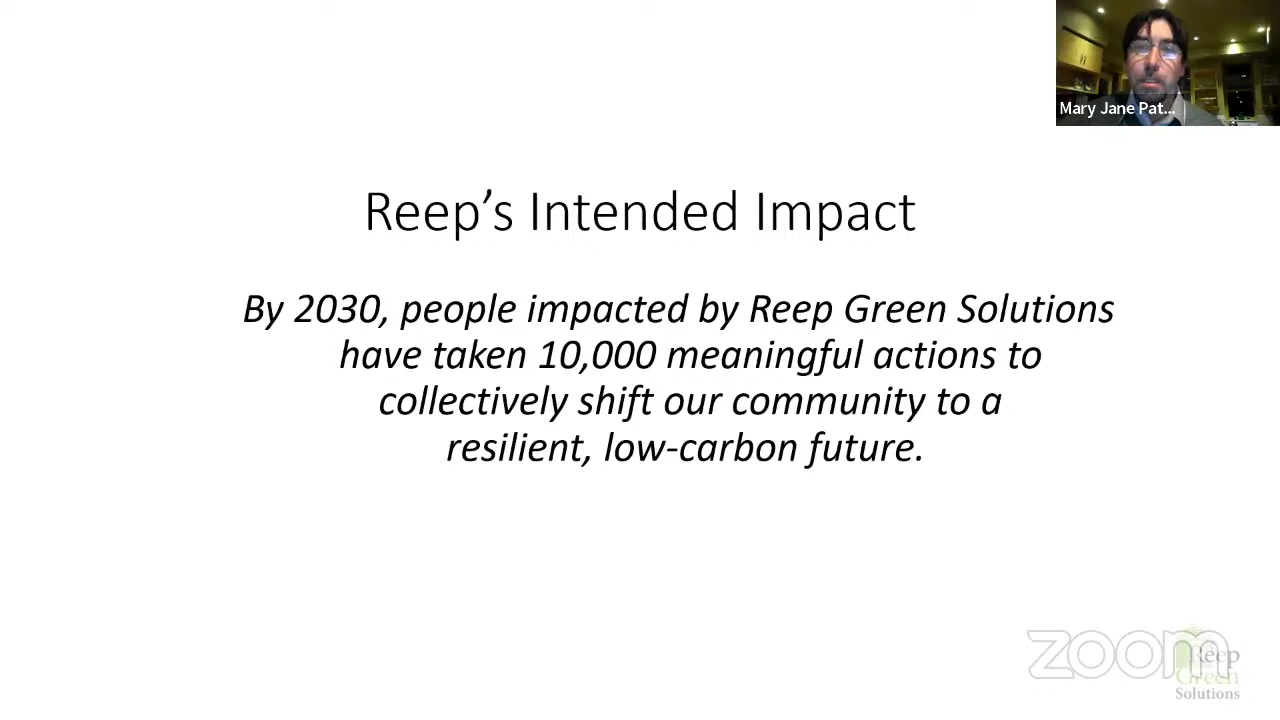 Mary Jane Pat...
Reep's Intended Impact
By 2030, people impacted by Reep Green Solutions
have taken 10,000 meaningful actions to
collectively shift our community to a
resilient, low-carbon future.
zoom
Reep
Green
Solutions